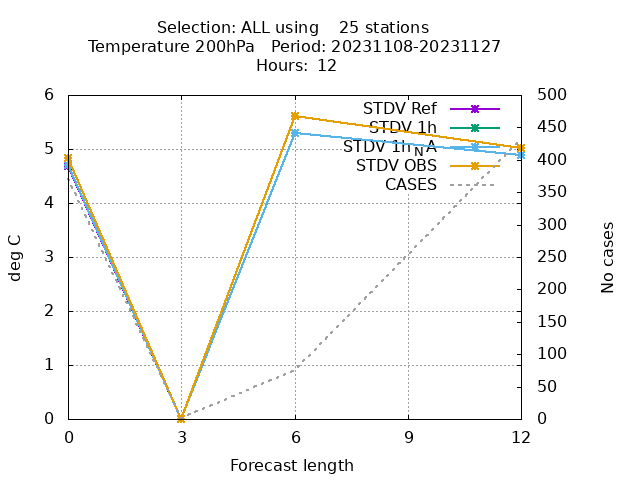 Selection: ALL using    25 stations
Temperature 200hPa   Period: 20231108-20231127
Hours: 12
STDV Ref
STDV 1h
STDV 1h_NA
STDV OBS
CASES
deg C
No cases
6
5
4
3
2
1
0
500
450
400
350
300
250
200
150
100
50
0
0 3 6 9 12
Forecast length